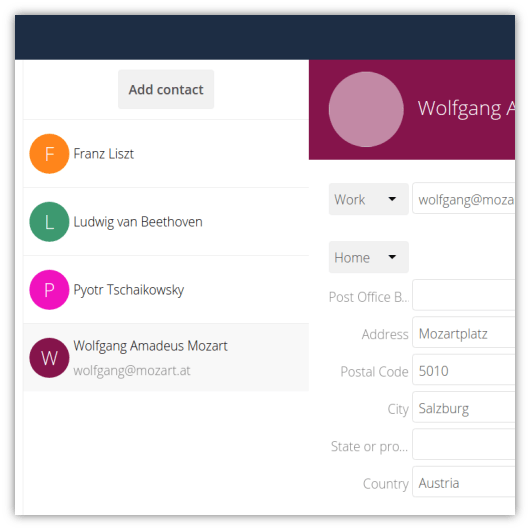 Add contact
F Franz Liszt
L Ludwig van Beethoven
P Pyotr Tschaikowsky
W Wolfgang Amadeus Mozart
wolfgang@mozart.at
Wolfgang A
Work wolfgang@moza
Home
Post Office B...
Address Mozartplatz
Postal Code 5010
City Salzburg
State or pro...
Country Austria